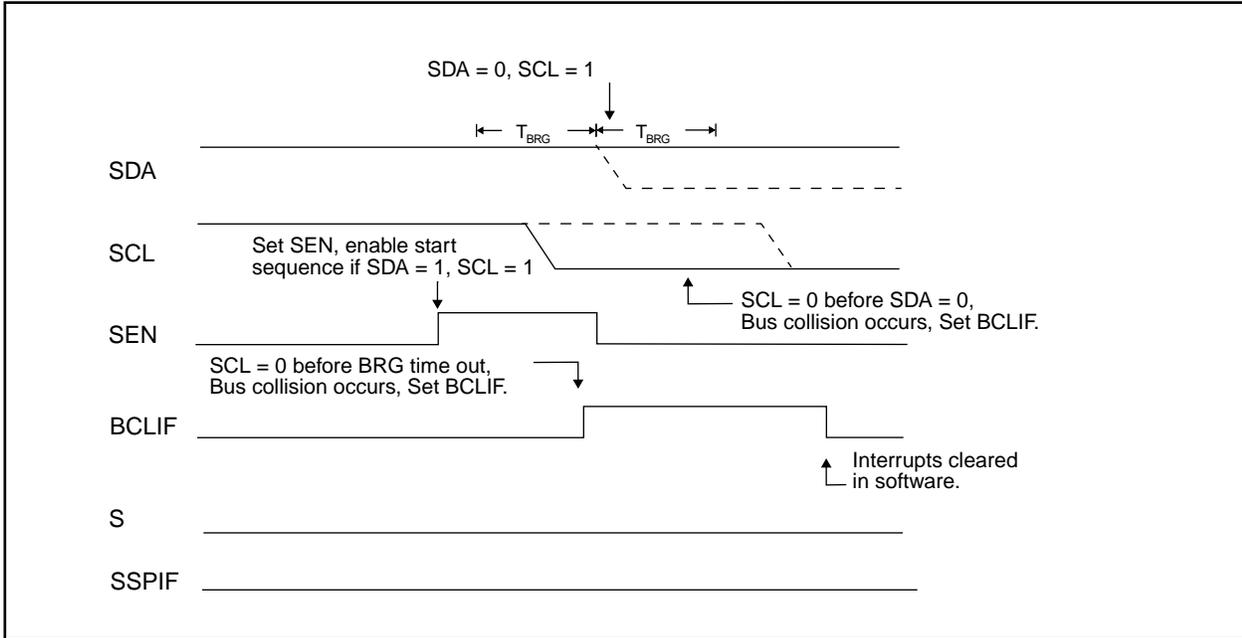 SDA = 0, SCL = 1
TBRG TBRG
SDA
SCL
Set SEN, enable start
sequence if SDA = 1, SCL = 1
SCL = 0 before SDA = 0,
Bus collision occurs, Set BCLIF.
SEN
SCL = 0 before BRG time out,
Bus collision occurs, Set BCLIF.
BCLIF
Interrupts cleared
in software.
S
SSPIF